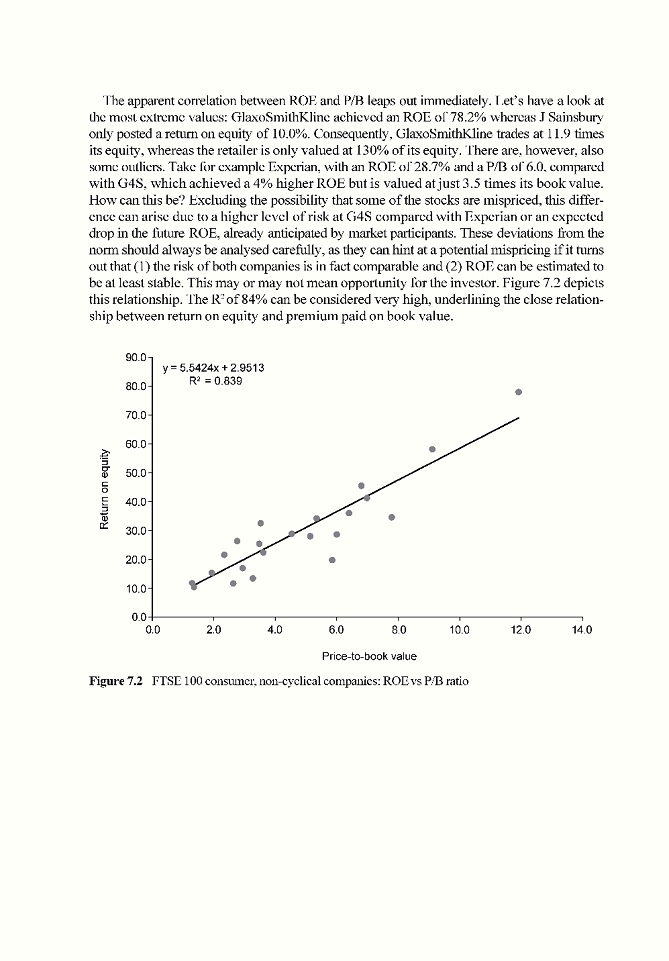 The apparent correlation between ROE and P/B leaps out immediately. Let's have a look at
the most extreme values: GlaxoSmithKline achieved an ROE of 78.2% whereas J Sainsbury
only posted a return on equity of 10.0%. Consequently, GlaxoSmithKline trades at 11.9 times
its equity, whereas the retailer is only valued at 130% of its equity. There are, however, also
some outliers. Take for example Experian, with an ROE of 28.7% and a P/B of 6.0, compared
with G4S, which achieved a 4% higher ROE but is valued at just 3.5 times its book value.
How can this be? Excluding the possibility that some of the stocks are mispriced, this differ-
ence can arise due to a higher level of risk at G4S compared with Experian or an expected
drop in the future ROE, already anticipated by market participants. These deviations from the
norm should always be analysed carefully, as they can hint at a potential mispricing if it turns
out that (1) the risk of both companies is in fact comparable and (2) ROE can be estimated to
be at least stable. This may or may not mean opportunity for the investor. Figure 7.2 depicts
this relationship. The R² of 84% can be considered very high, underlining the close relation-
ship between return on equity and premium paid on book value.
90.0
y = 5.5424x + 2.9513
R² = 0.839
80.0
70.0
60.0
50.0
40.0
30.0
20.0
10.0
0.0
Return on equity
0.0 2.0 4.0 6.0 8.0 10.0 12.0 14.0
Price-to-book value
Figure 7.2 FTSE 100 consumer, non-cyclical companies: ROE vs P/B ratio